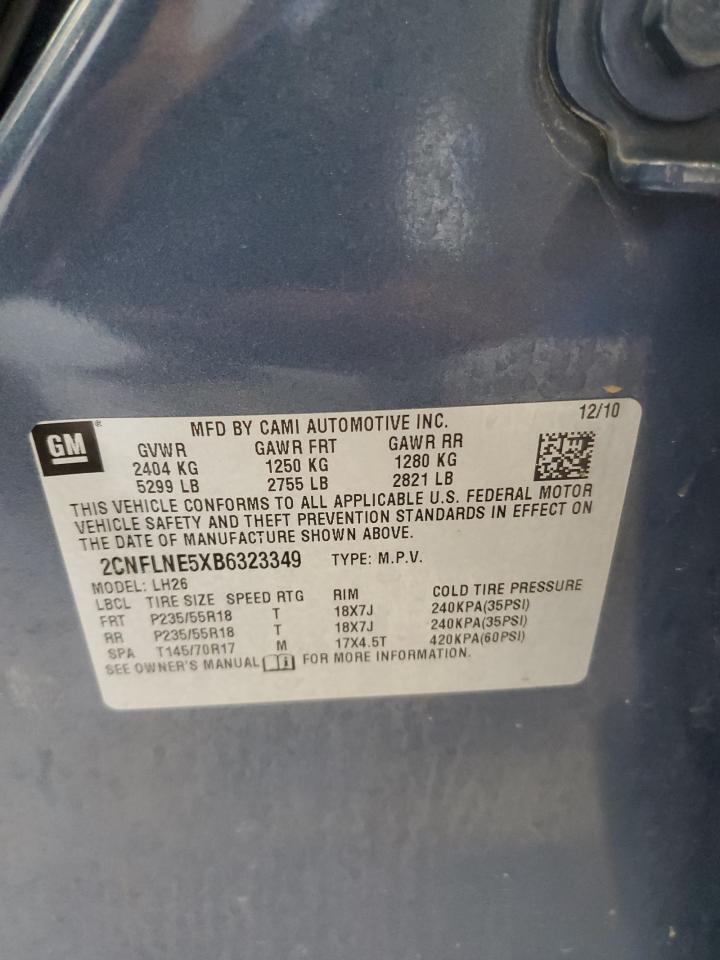 GM®
12/10
MFD BY CAMI AUTOMOTIVE INC.
GVWR GAWR FRT GAWR RR
2404 KG 1250 KG 1280 KG
5299 LB 2755 LB 2821 LB
THIS VEHICLE CONFORMS TO ALL APPLICABLE U.S. FEDERAL MOTOR
VEHICLE SAFETY AND THEFT PREVENTION STANDARDS IN EFFECT ON
THE DATE OF MANUFACTURE SHOWN ABOVE.
2CNFLNE5XB6323349 TYPE: M.P.V.
MODEL: LH26
LBCL TIRE SIZE SPEED RTG RIM COLD TIRE PRESSURE
FRT P235/55R18 T 18X7J 240KPA(35PSI)
RR P235/55R18 T 18X7J 240KPA(35PSI)
SPA T145/70R17 M 17X4.5T 420KPA(60PSI)
SEE OWNER'S MANUAL FOR MORE INFORMATION.